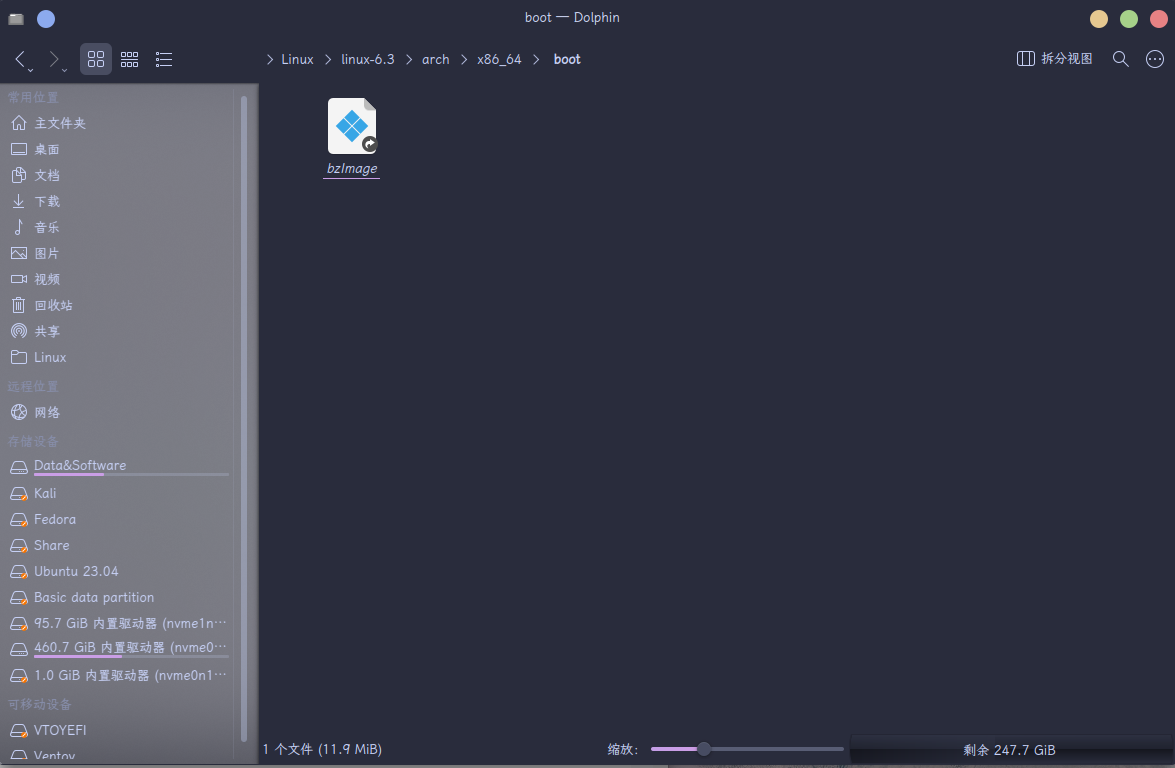 boot — Dolphin
Linux > linux-6.3 > arch > x86_64 > boot
拆分视图
常用位置
主文件夹
桌面
文档
下载
音乐
图片
视频
回收站
共享
Linux
远程位置
网络
存储设备
Data&Software
Kali
Fedora
Share
Ubuntu 23.04
Basic data partition
95.7 GiB 内置驱动器 (nvme1n…
460.7 GiB 内置驱动器 (nvme0…
1.0 GiB 内置驱动器 (nvme0n1…
可移动设备
VTOYEFI
Ventoy
bzImage
1 个文件 (11.9 MiB)
缩放:
剩余 247.7 GiB